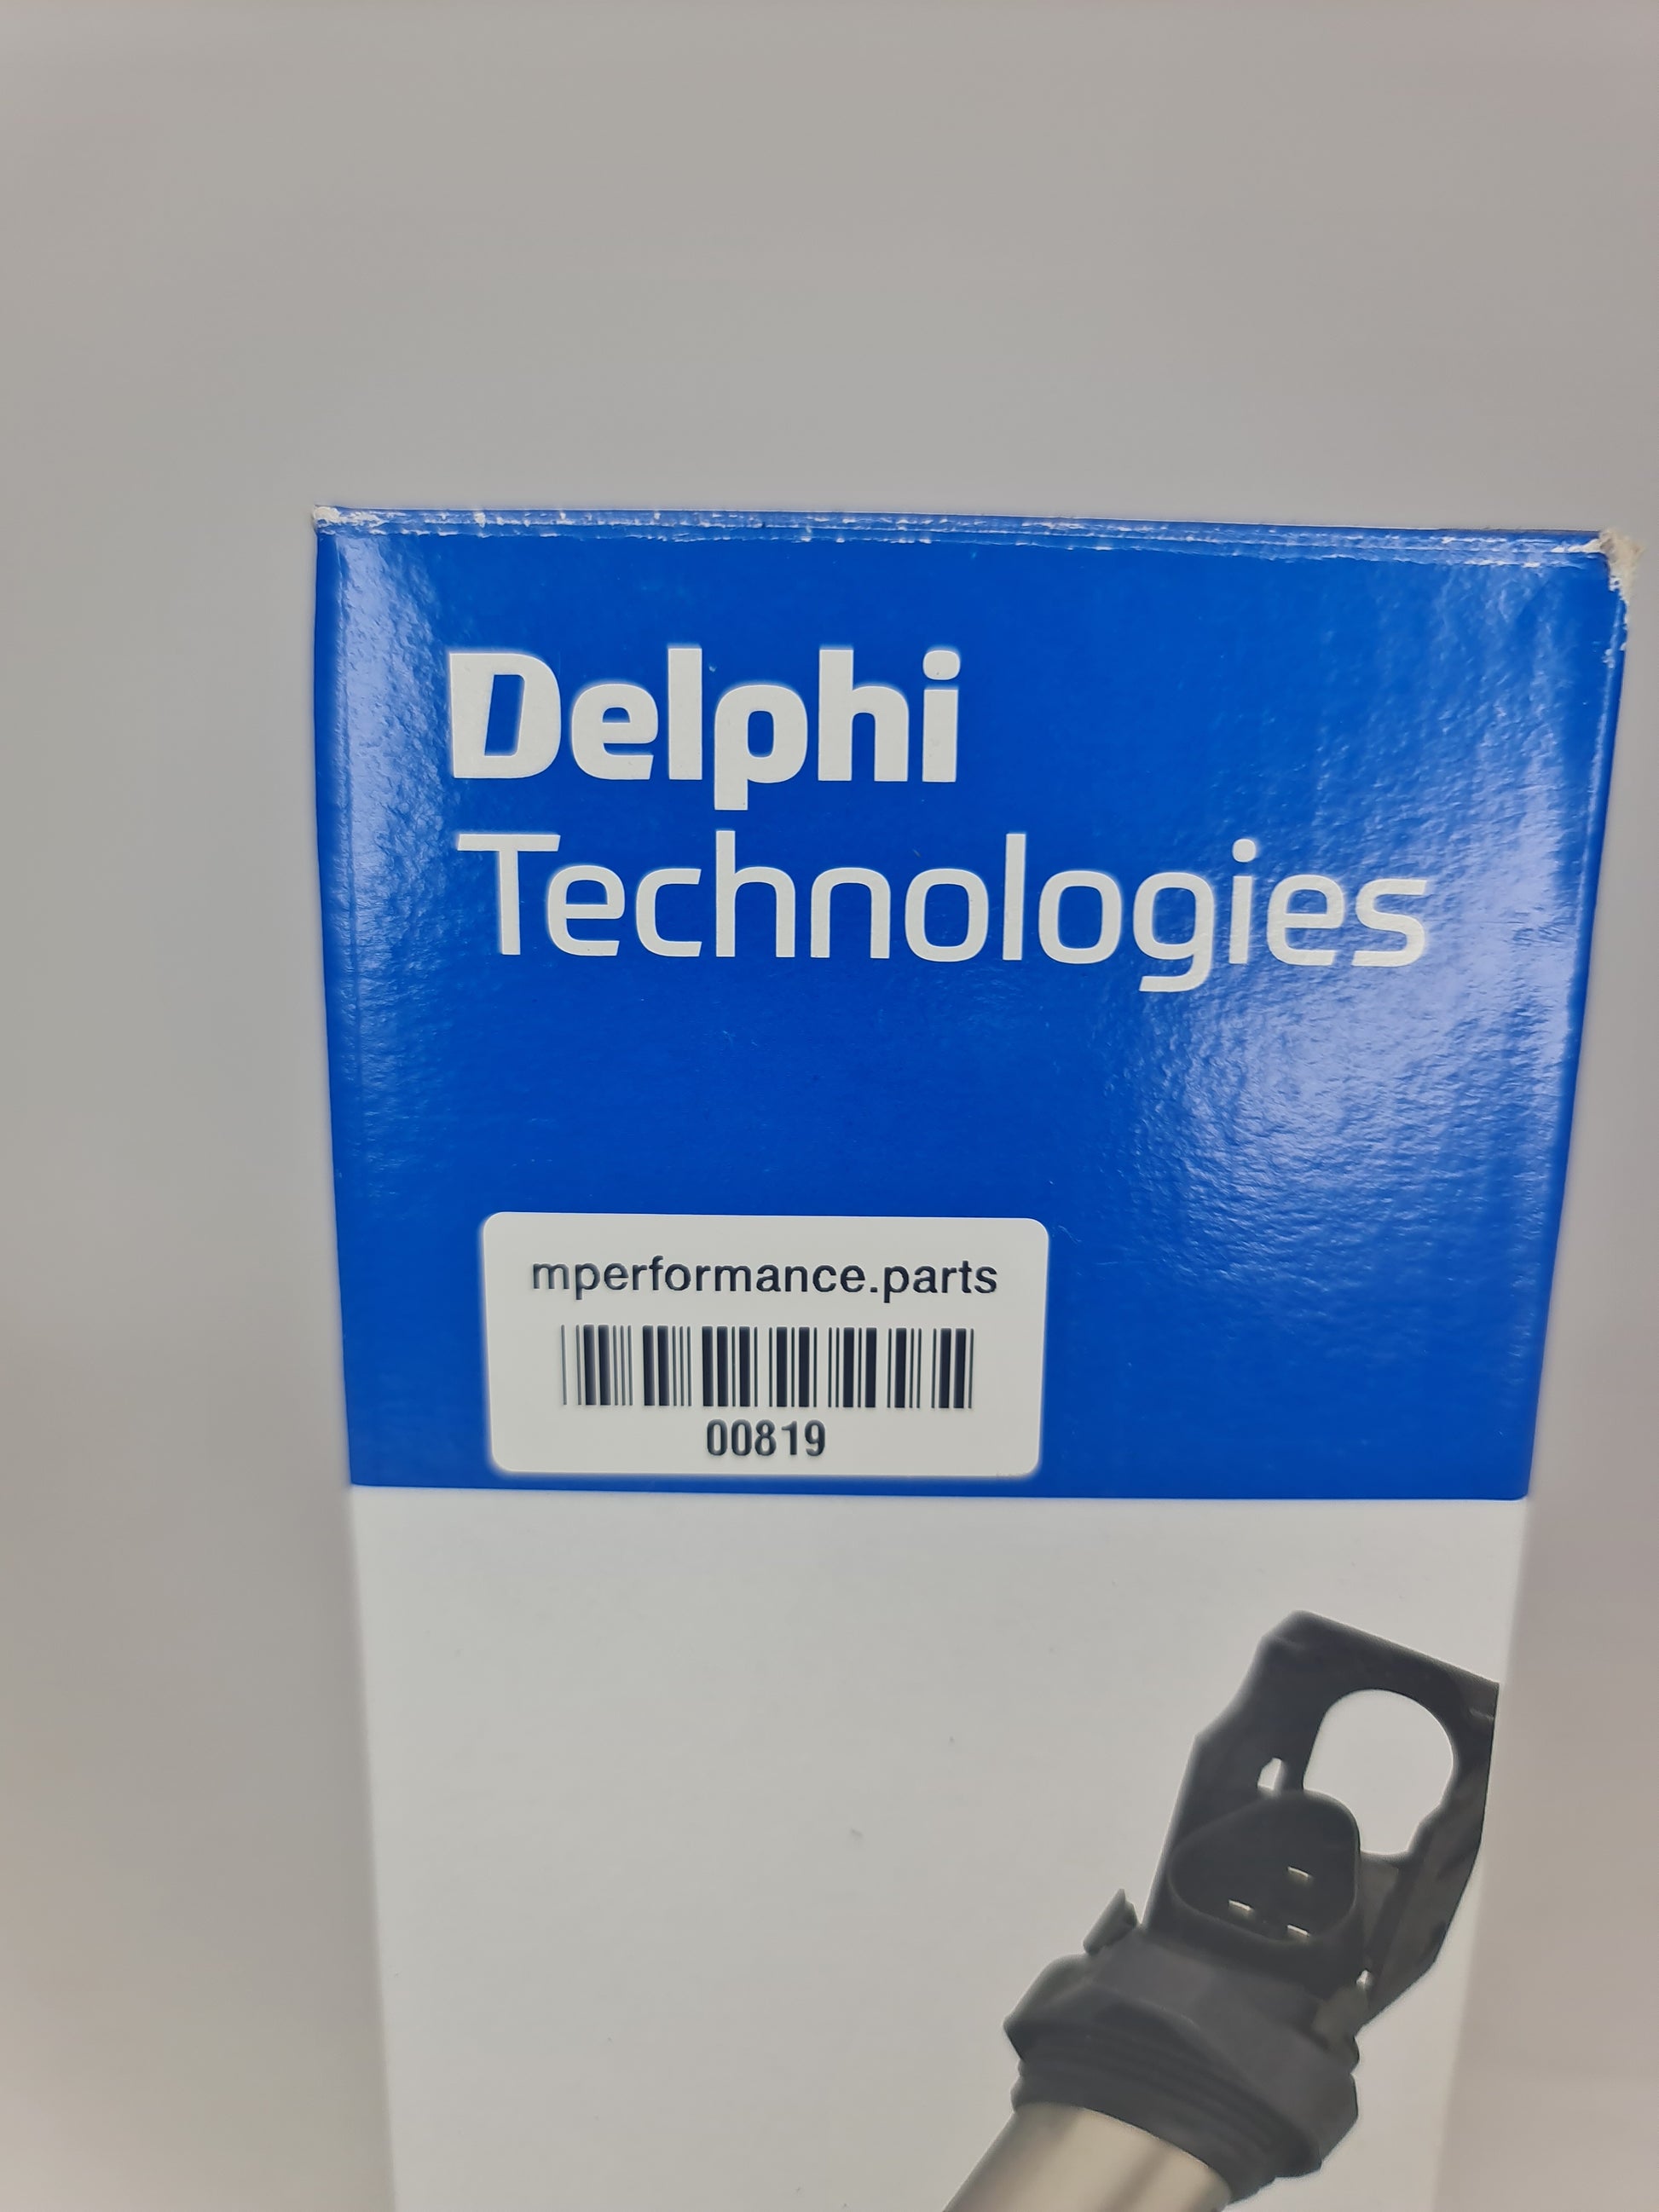 Delphi
Technologies
mperformance.parts
00819